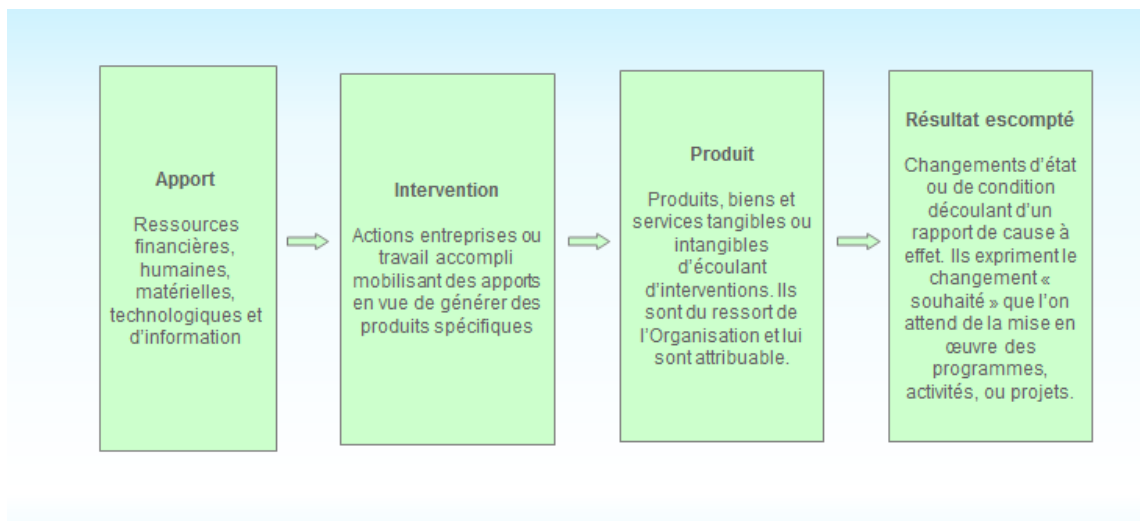 Apport
Ressources
financières,
humaines,
matérielles,
technologiques et
d'information
Intervention
Actions entreprises ou
travail accompli
mobilisant des apports
en vue de générer des
produits spécifiques
Produit
Produits, biens et
services tangibles ou
intangibles
d'écoulant
d'interventions. Ils
sont du ressort de
l'Organisation et lui
sont attribuable.
Résultat escompté
Changements d'état
ou de condition
découlant d'un
rapport de cause à
effet. Ils expriment le
changement «
souhaité » que l'on
attend de la mise en
œuvre des
programmes,
activités, ou projets.